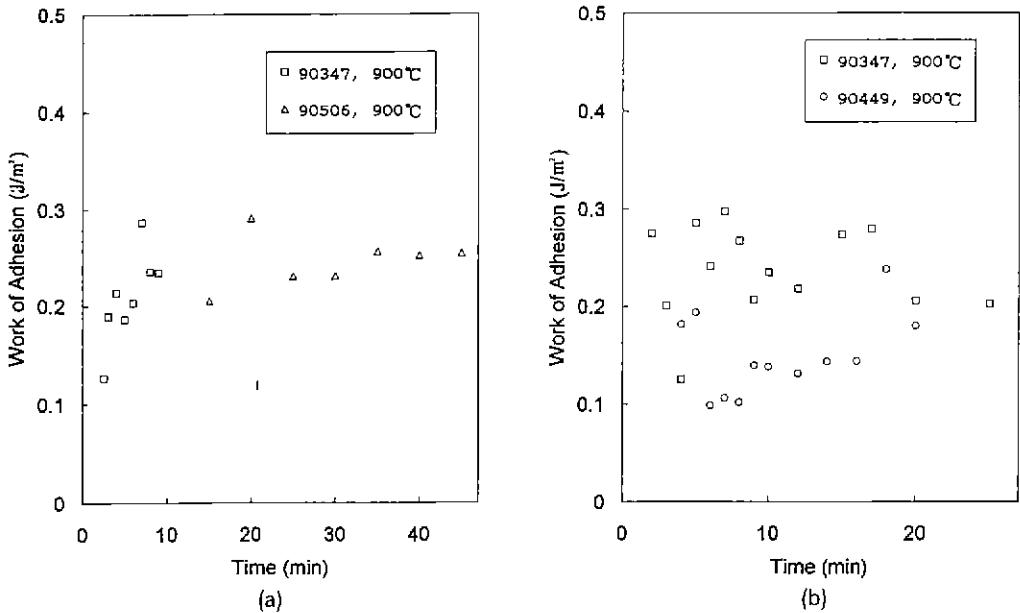 0.5
0.4
0.3
0.2
0.1
0
Work of Adhesion (J/m²)
□ 90347, 900℃
△ 90506, 900℃
0 10 20 30 40
Time (min)
(a)
0.5
0.4
0.3
0.2
0.1
0
Work of Adhesion (J/m²)
□ 90347, 900℃
○ 90449, 900℃
0 10 20
Time (min)
(b)